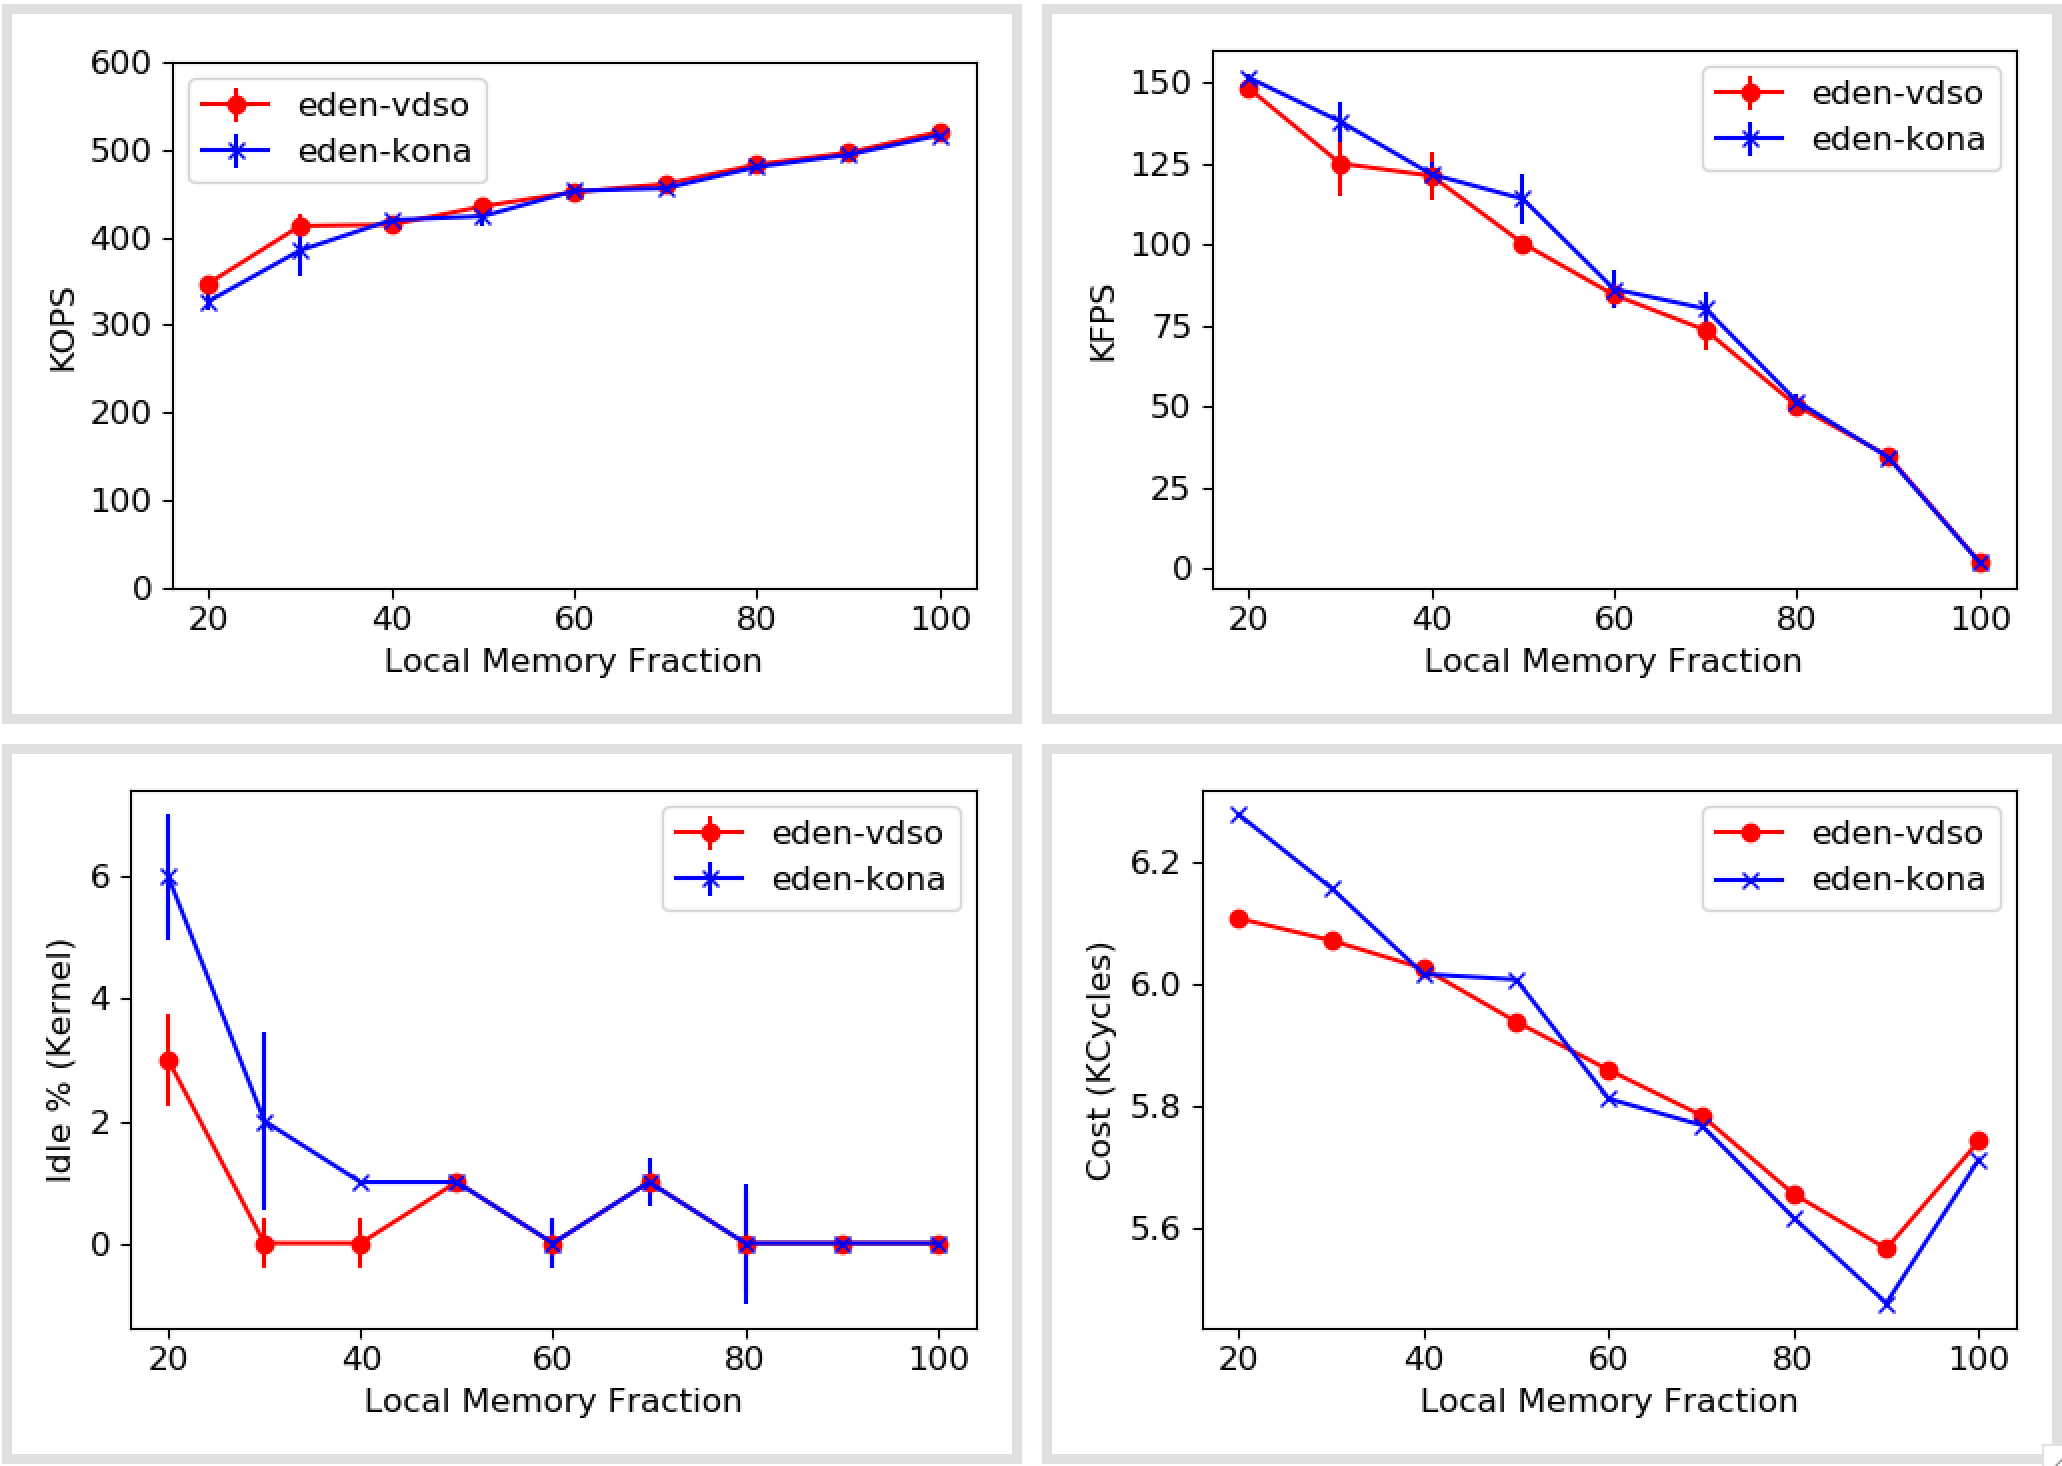 600
500
400
300
200
100
0
KOPS
eden-vdso
eden-kona
20 40 60 80 100
Local Memory Fraction
150
125
100
75
50
25
0
KFPS
eden-vdso
eden-kona
20 40 60 80 100
Local Memory Fraction
6
4
2
0
Idle % (Kernel)
eden-vdso
eden-kona
20 40 60 80 100
Local Memory Fraction
6.2
6.0
5.8
5.6
Cost (KCycles)
eden-vdso
eden-kona
20 40 60 80 100
Local Memory Fraction